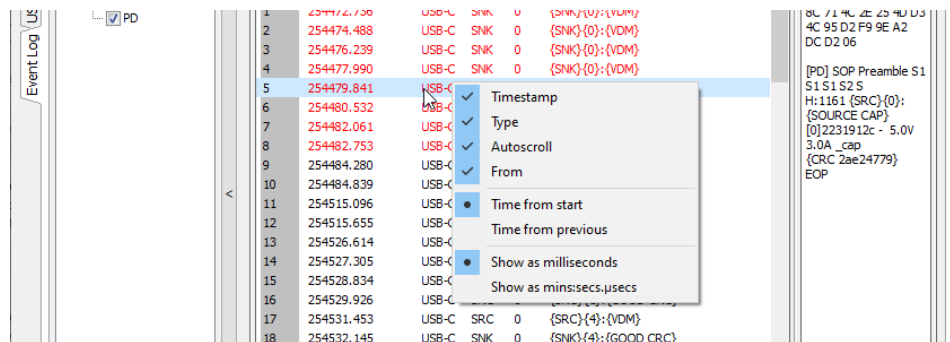 US
Event Log
PD
<
1 254472.736 USB-C SNK 0 {SNK}{0}:{VDM}
2 254474.488 USB-C SNK 0 {SNK}{0}:{VDM}
3 254476.239 USB-C SNK 0 {SNK}{0}:{VDM}
4 254477.990 USB-C SNK 0 {SNK}{0}:{VDM}
5 254479.841 USB-C
6 254480.532 USB-C
7 254482.061 USB-C
8 254482.753 USB-C
9 254484.280 USB-C
10 254484.839 USB-C
11 254515.096 USB-C
12 254515.655 USB-C
13 254526.614 USB-C
14 254527.305 USB-C
15 254528.834 USB-C
16 254529.926 USB-C
17 254531.453 USB-C SRC 0 {SRC}{4}:{VDM}
18 254532.145 USB-C SNK 0 {SNK}{4}:{GOOD CRC}
Timestamp
Type
Autoscroll
From
Time from start
Time from previous
Show as milliseconds
Show as mins:secs.µsecs
8C 71 4C 2E 25 4D D3
4C 95 D2 F9 9E A2
DC D2 06
[PD] SOP Preamble S1
S1 S1 S2 S
H:1161 {SRC}{0}:
{SOURCE CAP}
[0]2231912c - 5.0V
3.0A _cap
{CRC 2ae24779}
EOP